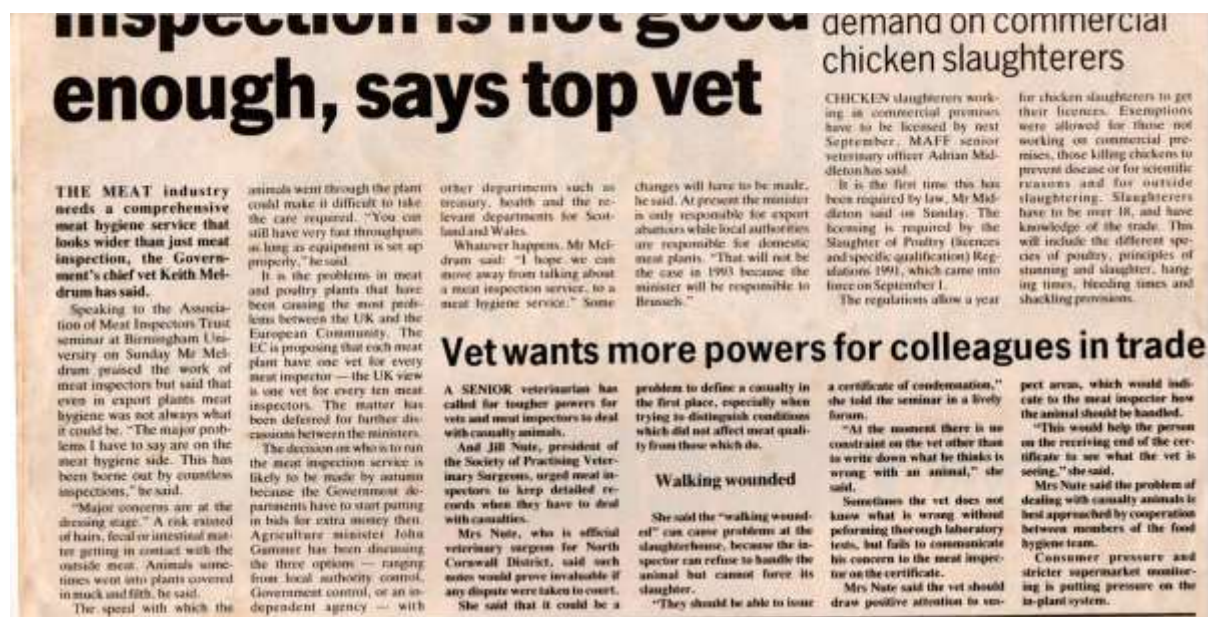 inspection is not good
enough, says top vet
THE MEAT industry
needs a comprehensive
meat hygiene service that
looks wider than just meat
inspection, the Govern-
ment's chief vet Keith Mel-
drum has said.
Speaking to the Associa-
tion of Meat Inspectors Trust
seminar at Birmingham Uni-
versity on Sunday Mr Mel-
drum praised the work of
meat inspectors but said that
even in export plants meat
hygiene was not always what
it could be. "The major prob-
lems I have to say are on the
meat hygiene side. This has
been borne out by countless
inspections," he said.
"Major concerns are at the
dressing stage." A risk existed
of hairs, fecal or intestinal mat-
ter getting in contact with the
outside meat. Animals some-
times went into plants covered
in muck and filth, he said.
The speed with which the
animals went through the plant
could make it difficult to take
the care required. "You can
still have very fast throughputs
as long as equipment is set up
properly," he said.
It is the problems in meat
and poultry plants that have
been causing the most prob-
lems between the UK and the
European Community. The
EC is proposing that each meat
plant have one vet for every
meat inspector — the UK view
is one vet for every ten meat
inspectors. The matter has
been deferred for further dis-
cussions between the ministers.
The decision on who is to run
the meat inspection service is
likely to be made by autumn
because the Government de-
partments have to start putting
in bids for extra money then.
Agriculture minister John
Gummer has been discussing
the three options — ranging
from local authority control,
Government control, or an in-
dependent agency — with
other departments such as
treasury, health and the re-
levant departments for Scot-
land and Wales.
Whatever happens, Mr Mel-
drum said: "I hope we can
move away from talking about
a meat inspection service, to a
meat hygiene service." Some
changes will have to be made,
he said. At present the minister
is only responsible for export
abattoirs while local authorities
are responsible for domestic
meat plants. "That will not be
the case in 1993 because the
minister will be responsible to
Brussels."
demand on commercial
chicken slaughterers
CHICKEN slaughterers work-
ing in commercial premises
have to be licensed by next
September, MAFF senior
veterinary officer Adrian Mid-
dleton has said.
It is the first time this has
been required by law, Mr Mid-
dleton said on Sunday. The
licensing is required by the
Slaughter of Poultry (licences
and specific qualification) Reg-
ulations 1991, which came into
force on September 1.
The regulations allow a year
for chicken slaughterers to get
their licences. Exemptions
were allowed for those not
working on commercial pre-
mises, those killing chickens to
prevent disease or for scientific
reasons and for outside
slaughtering. Slaughterers
have to be over 18, and have
knowledge of the trade. This
will include the different spe-
cies of poultry, principles of
stunning and slaughter, hang-
ing times, bleeding times and
shackling provisions.
Vet wants more powers for colleagues in trade
A SENIOR veterinarian has
called for tougher powers for
vets and meat inspectors to deal
with casualty animals.
And Jill Nute, president of
the Society of Practising Veter-
inary Surgeons, urged meat in-
spectors to keep detailed re-
cords when they have to deal
with casualties.
Mrs Nute, who is official
veterinary surgeon for North
Cornwall District, said such
notes would prove invaluable if
any dispute were taken to court.
She said that it could be a
problem to define a casualty in
the first place, especially when
trying to distinguish conditions
which did not affect meat quali-
ty from those which do.
Walking wounded
She said the "walking wound-
ed" can cause problems at the
slaughterhouse, because the in-
spector can refuse to handle the
animal but cannot force its
slaughter.
"They should be able to issue
a certificate of condemnation,"
she told the seminar in a lively
forum.
"At the moment there is no
constraint on the vet other than
to write down what he thinks is
wrong with an animal," she
said.
Sometimes the vet does not
know what is wrong without
peforming thorough laboratory
tests, but fails to communicate
his concern to the meat inspec-
tor on the certificate.
Mrs Nute said the vet should
draw positive attention to sus-
pect areas, which would indi-
cate to the meat inspector how
the animal should be handled.
"This would help the person
on the receiving end of the cer-
tificate to see what the vet is
seeing," she said.
Mrs Nute said the problem of
dealing with casualty animals is
best approached by cooperation
between members of the food
hygiene team.
Consumer pressure and
stricter supermarket monitor-
ing is putting pressure on the
in-plant system.